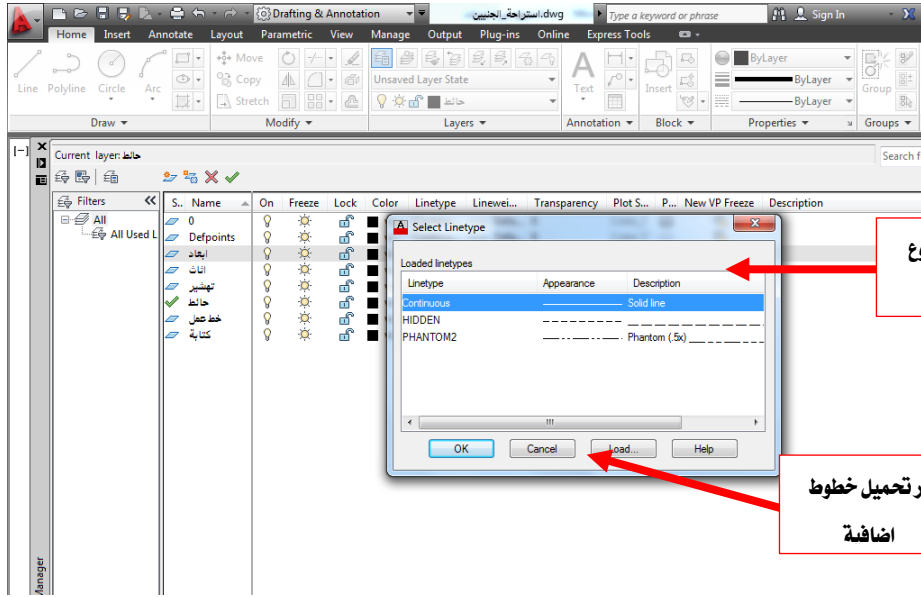 Drafting & Annotation
استراحة_الجنبين.dwg
Type a keyword or phrase
Sign In
Home Insert Annotate Layout Parametric View Manage Output Plug-ins Online Express Tools
Line Polyline Circle Arc
Move
Copy
Stretch
Unsaved Layer State
حائط
Text
Insert
ByLayer
ByLayer
ByLayer
Group
Draw Modify Layers Annotation Block Properties Groups
[-]
Current layer: حائط
Search f
Filters
All
All Used L
S.. Name On Freeze Lock Color Linetype Linewei... Transparency Plot S... P... New VP Freeze Description
0
Defpoints
ابعاد
اثاث
تهشير
حائط
خط عمل
كتابة
Select Linetype
Loaded linetypes
Linetype Appearance Description
Continuous Solid line
HIDDEN
PHANTOM2 Phantom (.5x)
OK Cancel Load... Help
وع
ر تحميل خطوط
اضافية
Manager